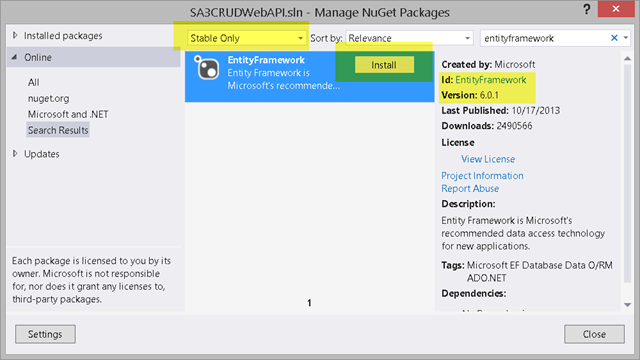 SA3CRUDWebAPI.sln - Manage NuGet Packages
Installed packages
Online
All
nuget.org
Microsoft and .NET
Search Results
Updates
Each package is licensed to you by its
owner. Microsoft is not responsible
for, nor does it grant any licenses to,
third-party packages.
Stable Only
Sort by: Relevance
EntityFramework
Entity Framework is
Microsoft's recommende...
Install
1
entityframework
Created by: Microsoft
Id: EntityFramework
Version: 6.0.1
Last Published: 10/17/2013
Downloads: 2490566
License
View License
Project Information
Report Abuse
Description:
Entity Framework is Microsoft's
recommended data access technology
for new applications.
Tags: Microsoft EF Database Data O/RM
ADO.NET
Dependencies:
Settings
Close